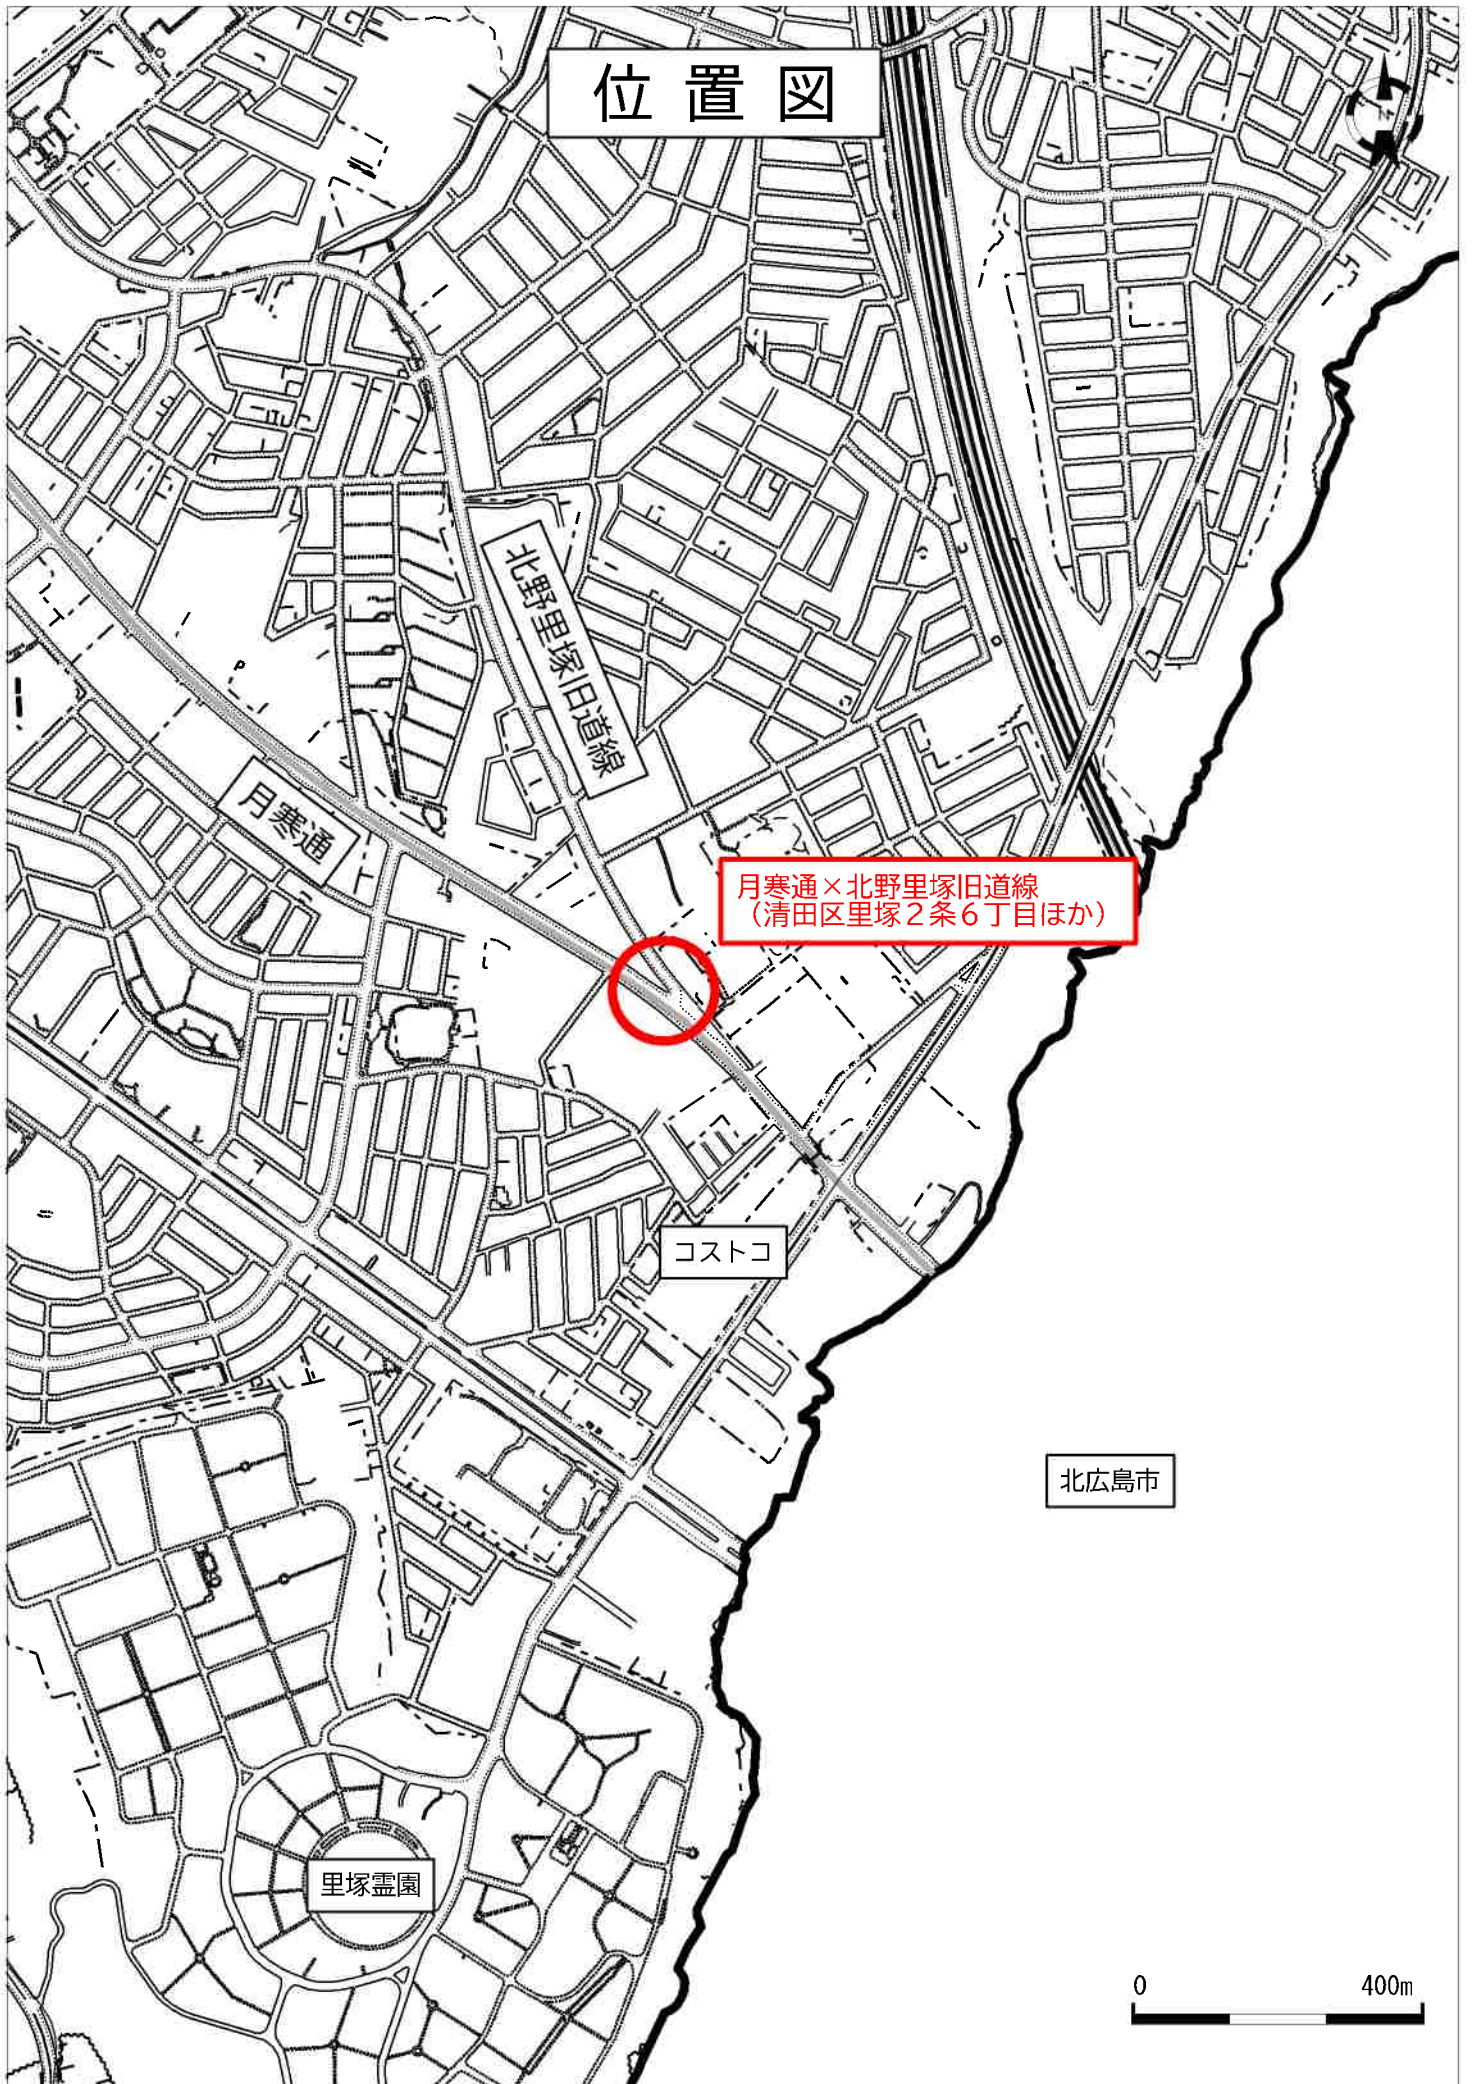 位置図
N
北野里塚旧道線
P
月寒通
月寒通×北野里塚旧道線
（清田区里塚２条６丁目ほか）
コストコ
北広島市
里塚霊園
0 400m